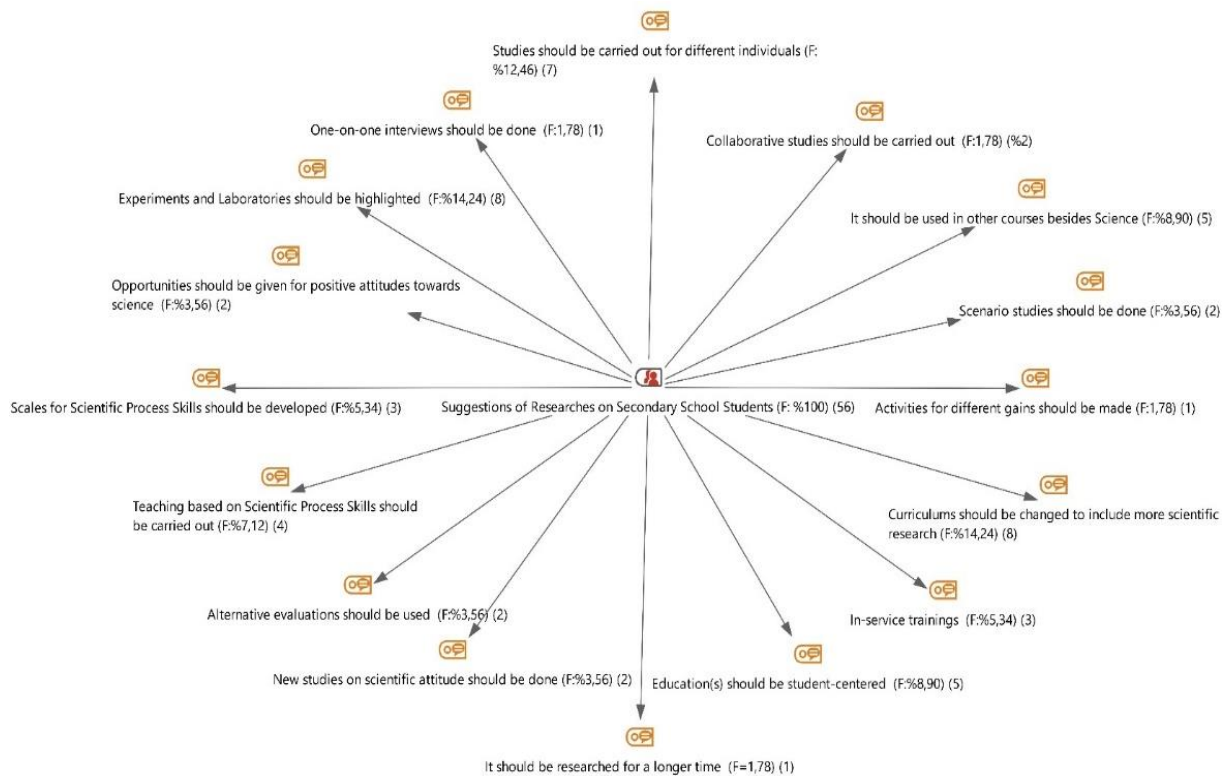 Studies should be carried out for different individuals (F:
%12,46) (7)
One-on-one interviews should be done (F:1,78) (1)
Collaborative studies should be carried out (F:1,78) (%2)
Experiments and Laboratories should be highlighted (F:%14,24) (8)
It should be used in other courses besides Science (F:%8,90) (5)
Opportunities should be given for positive attitudes towards
science (F:%3,56) (2)
Scenario studies should be done (F:%3,56) (2)
Scales for Scientific Process Skills should be developed (F:%5,34) (3)
Suggestions of Researches on Secondary School Students (F: %100) (56)
Activities for different gains should be made (F:1,78) (1)
Teaching based on Scientific Process Skills should
be carried out (F:%7,12) (4)
Curriculums should be changed to include more scientific
research (F:%14,24) (8)
Alternative evaluations should be used (F:%3,56) (2)
In-service trainings (F:%5,34) (3)
New studies on scientific attitude should be done (F:%3,56) (2)
Education(s) should be student-centered (F:%8,90) (5)
It should be researched for a longer time (F=1,78) (1)